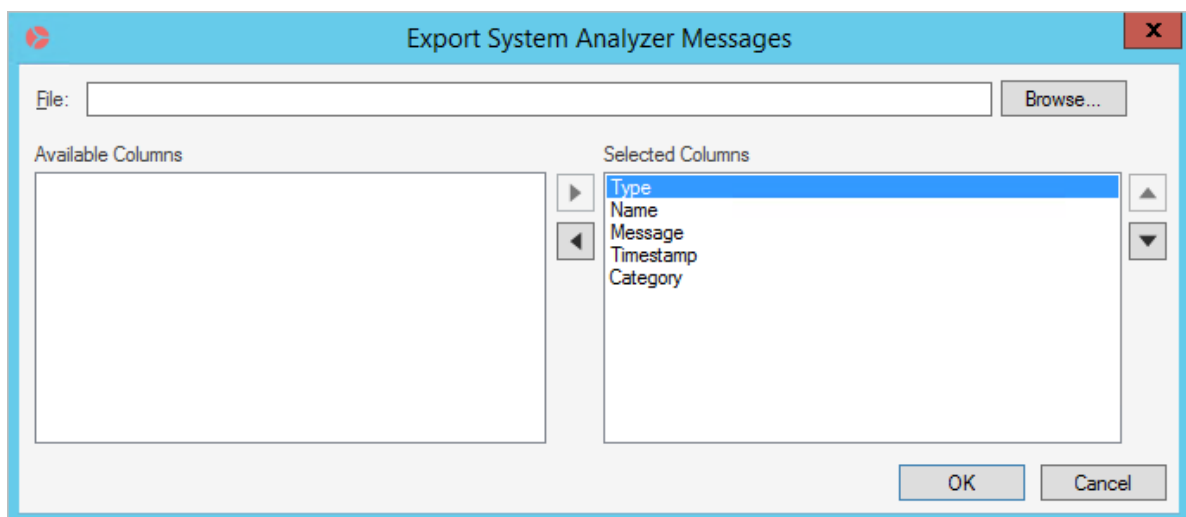 Export System Analyzer Messages
x
File:
Browse...
Available Columns
Selected Columns
Type
Name
Message
Timestamp
Category
OK
Cancel